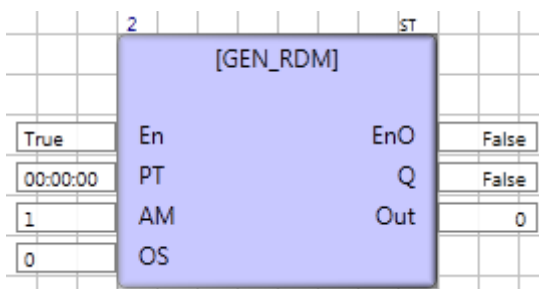 2 ST
[GEN_RDM]
True En EnO False
00:00:00 PT Q False
1 AM Out 0
0 OS